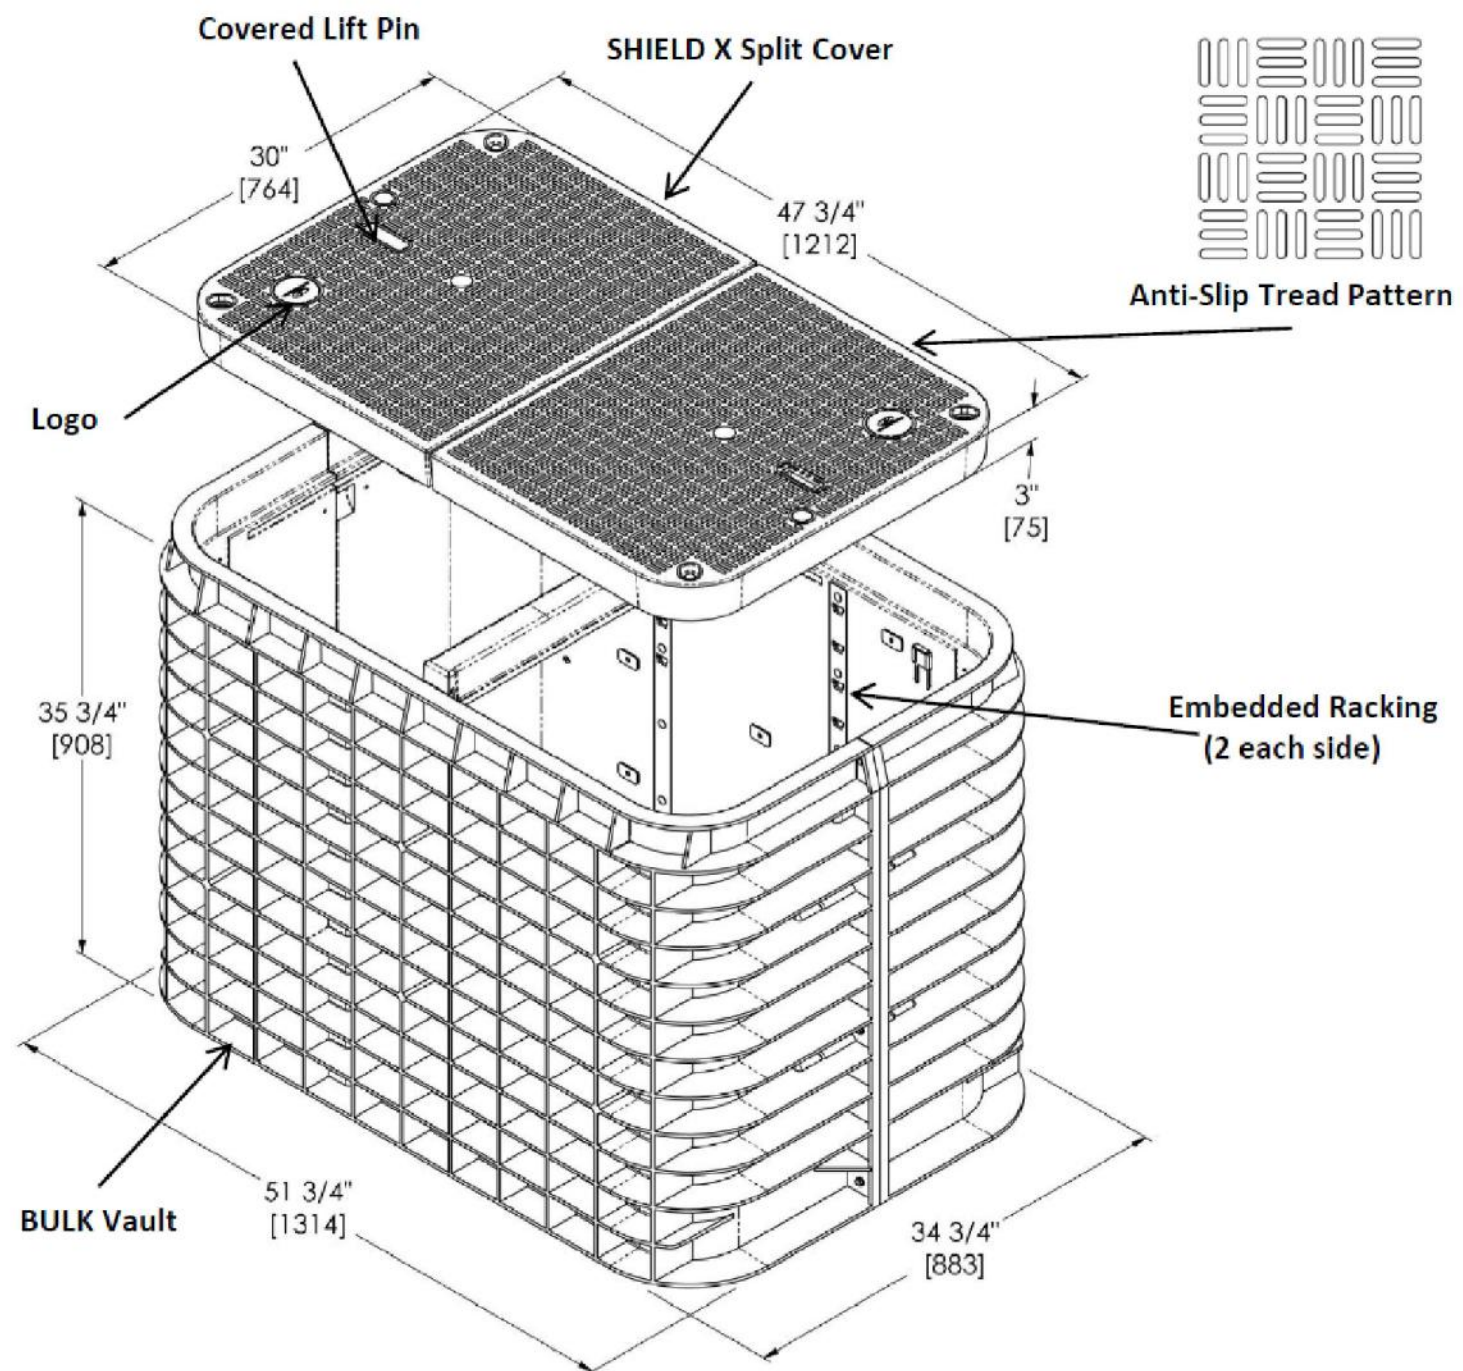 Covered Lift Pin
SHIELD X Split Cover
30"
[764]
47 3/4"
[1212]
Anti-Slip Tread Pattern
Logo
3"
[75]
35 3/4"
[908]
Embedded Racking
(2 each side)
BULK Vault
51 3/4"
[1314]
34 3/4"
[883]